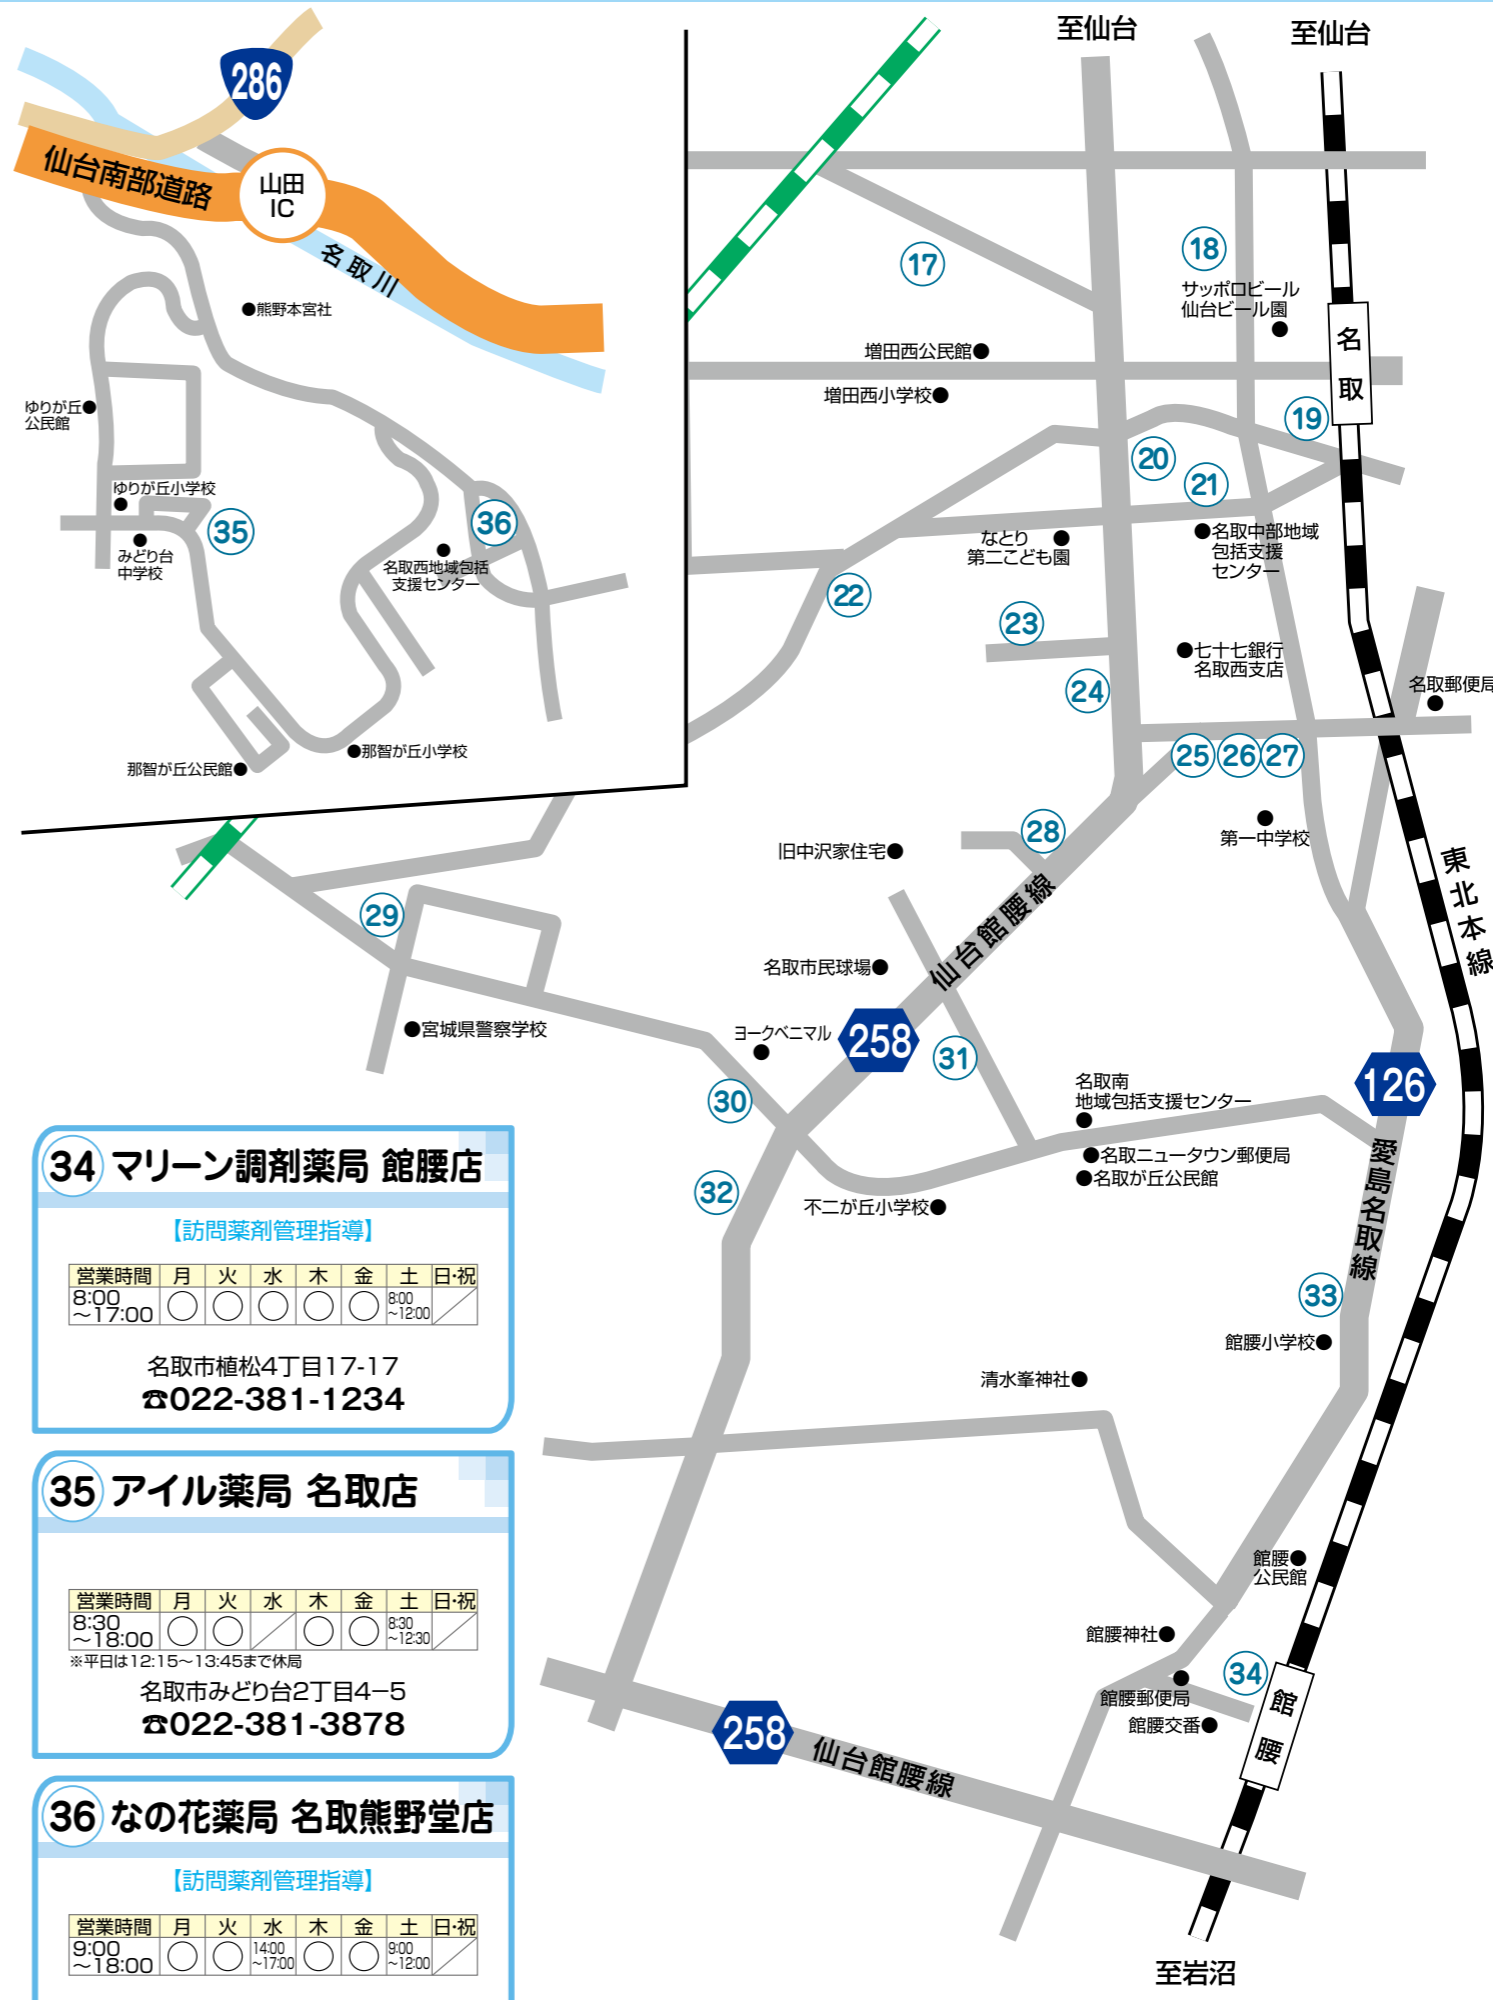 286
仙台南部道路
山田
IC
名取川
熊野本宮社
ゆりが丘
公民館
ゆりが丘小学校
みどり台
中学校
35
36
名取西地域包括
支援センター
那智が丘小学校
那智が丘公民館
至仙台
至仙台
17
18
サッポロビール
仙台ビール園
名取
増田西公民館
増田西小学校
19
20
21
なとり
第二こども園
名取中部地域
包括支援
センター
22
23
七十七銀行
名取西支店
24
名取郵便局
25
26
27
28
第一中学校
旧中沢家住宅
東北本線
29
仙台館腰線
名取市民球場
宮城県警察学校
ヨークベニマル
258
31
126
30
名取南
地域包括支援センター
名取ニュータウン郵便局
名取が丘公民館
愛島名取線
32
不二が丘小学校
33
館腰小学校
清水峯神社
館腰
公民館
館腰神社
34
館腰郵便局
館腰交番
館腰
258
仙台館腰線
至岩沼
34 マリーン調剤薬局 館腰店
【訪問薬剤管理指導】
営業時間 月 火 水 木 金 土 日・祝
8:00 ～17:00 ○ ○ ○ ○ ○ 8:00 ～12:00 ／
名取市植松4丁目17-17
☎022-381-1234
35 アイル薬局 名取店
営業時間 月 火 水 木 金 土 日・祝
8:30 ～18:00 ○ ○ ／ ○ ○ 8:30 ～12:30 ／
※平日は12:15～13:45まで休局
名取市みどり台2丁目4−5
☎022-381-3878
36 なの花薬局 名取熊野堂店
【訪問薬剤管理指導】
営業時間 月 火 水 木 金 土 日・祝
9:00 ～18:00 ○ ○ 14:00 ～17:00 ○ ○ 9:00 ～12:00 ／